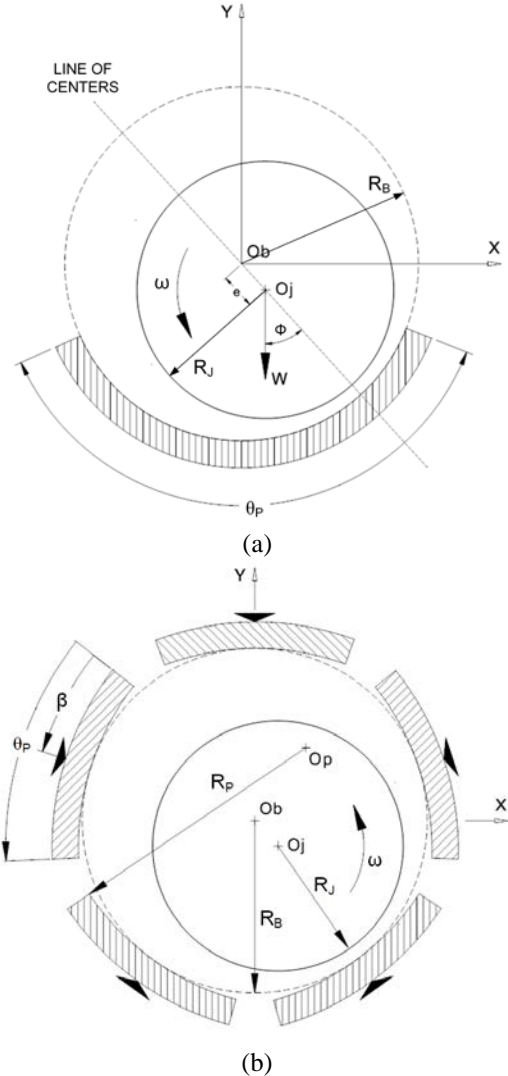 Y
LINE OF
CENTERS
R_B
X
Ob
ω
e
Oj
Φ
R_J
W
θ_P
(a)
Y
β
θ_P
R_P
Op
Ob
X
Oj
ω
R_J
R_B
(b)